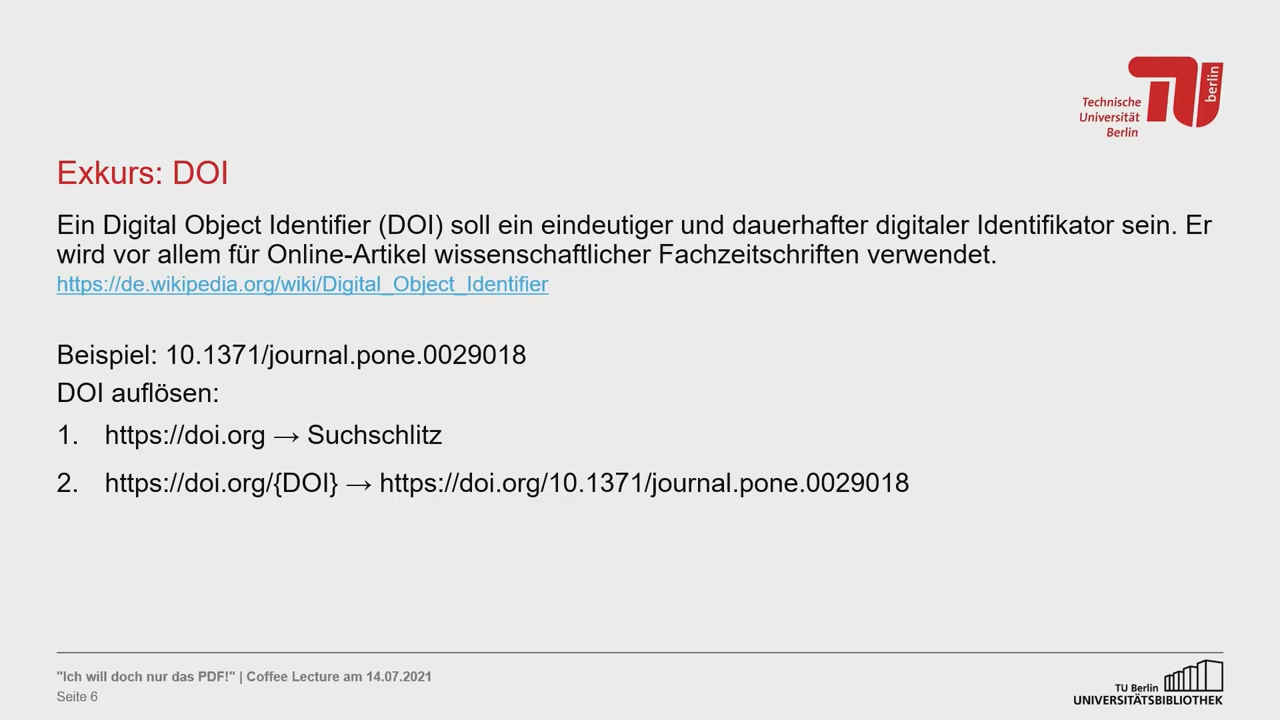 berlin
Technische
Universität
Berlin
Exkurs: DOI
Ein Digital Object Identifier (DOI) soll ein eindeutiger und dauerhafter digitaler Identifikator sein. Er
wird vor allem für Online-Artikel wissenschaftlicher Fachzeitschriften verwendet.
https://de.wikipedia.org/wiki/Digital_Object_Identifier
Beispiel: 10.1371/journal.pone.0029018
DOI auflösen:
1. https://doi.org → Suchschlitz
2. https://doi.org/{DOI} → https://doi.org/10.1371/journal.pone.0029018
"Ich will doch nur das PDF!" | Coffee Lecture am 14.07.2021
Seite 6
TU Berlin
UNIVERSITÄTSBIBLIOTHEK